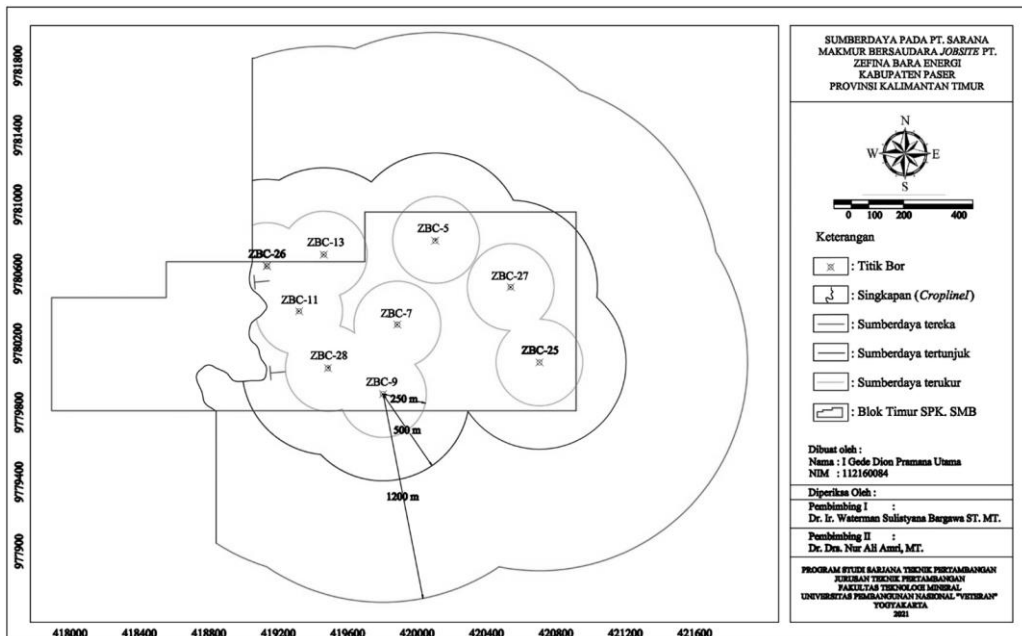 SUMBERDAYA PADA PT. SARANA
MAKMUR BERSAUDARA JOBSITE PT.
ZEFINA BARA ENERGI
KABUPATEN PASER
PROVINSI KALIMANTAN TIMUR
N
W
E
S
0 100 200 400
Keterangan
: Titik Bor
: Singkapan (Croplinel)
: Sumberdaya tereka
: Sumberdaya tertunjuk
: Sumberdaya terukur
: Blok Timur SPK. SMB
Dibuat oleh :
Nama : I Gede Dion Pramana Utama
NIM : 112160084
Diperiksa Oleh :
Pembimbing I :
Dr. Ir. Waterman Sulistyana Bargawa ST. MT.
Pembimbing II :
Dr. Drs. Nur Ali Amri, MT.
PROGRAM STUDI SARJANA TEKNIK PERTAMBANGAN
JURUSAN TEKNIK PERTAMBANGAN
FAKULTAS TEKNOLOGI MINERAL
UNIVERSITAS PEMBANGUNAN NASIONAL "VETERAN"
YOGYAKARTA
2021
9781800
9781400
9781000
9780600
9780200
9779800
9779400
977900
ZBC-5
ZBC-13
ZBC-26
ZBC-27
ZBC-11
ZBC-7
ZBC-25
ZBC-28
ZBC-9
250 m
500 m
1200 m
418000 418400 418800 419200 419600 420000 420400 420800 421200 421600